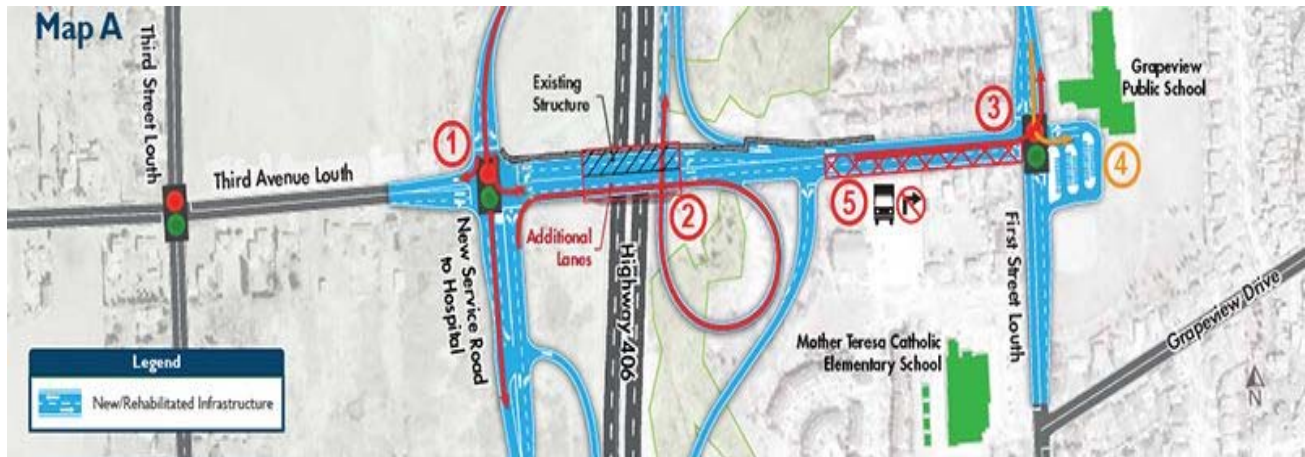 Map A
Third Street Louth
Third Avenue Louth
1
Existing
Structure
3
Grapeview
Public School
4
New Service Road
to Hospital
Additional
Lanes
2
Highway 406
5
First Street Louth
Mother Teresa Catholic
Elementary School
Grapeview Drive
N
Legend
New/Rehabilitated Infrastructure